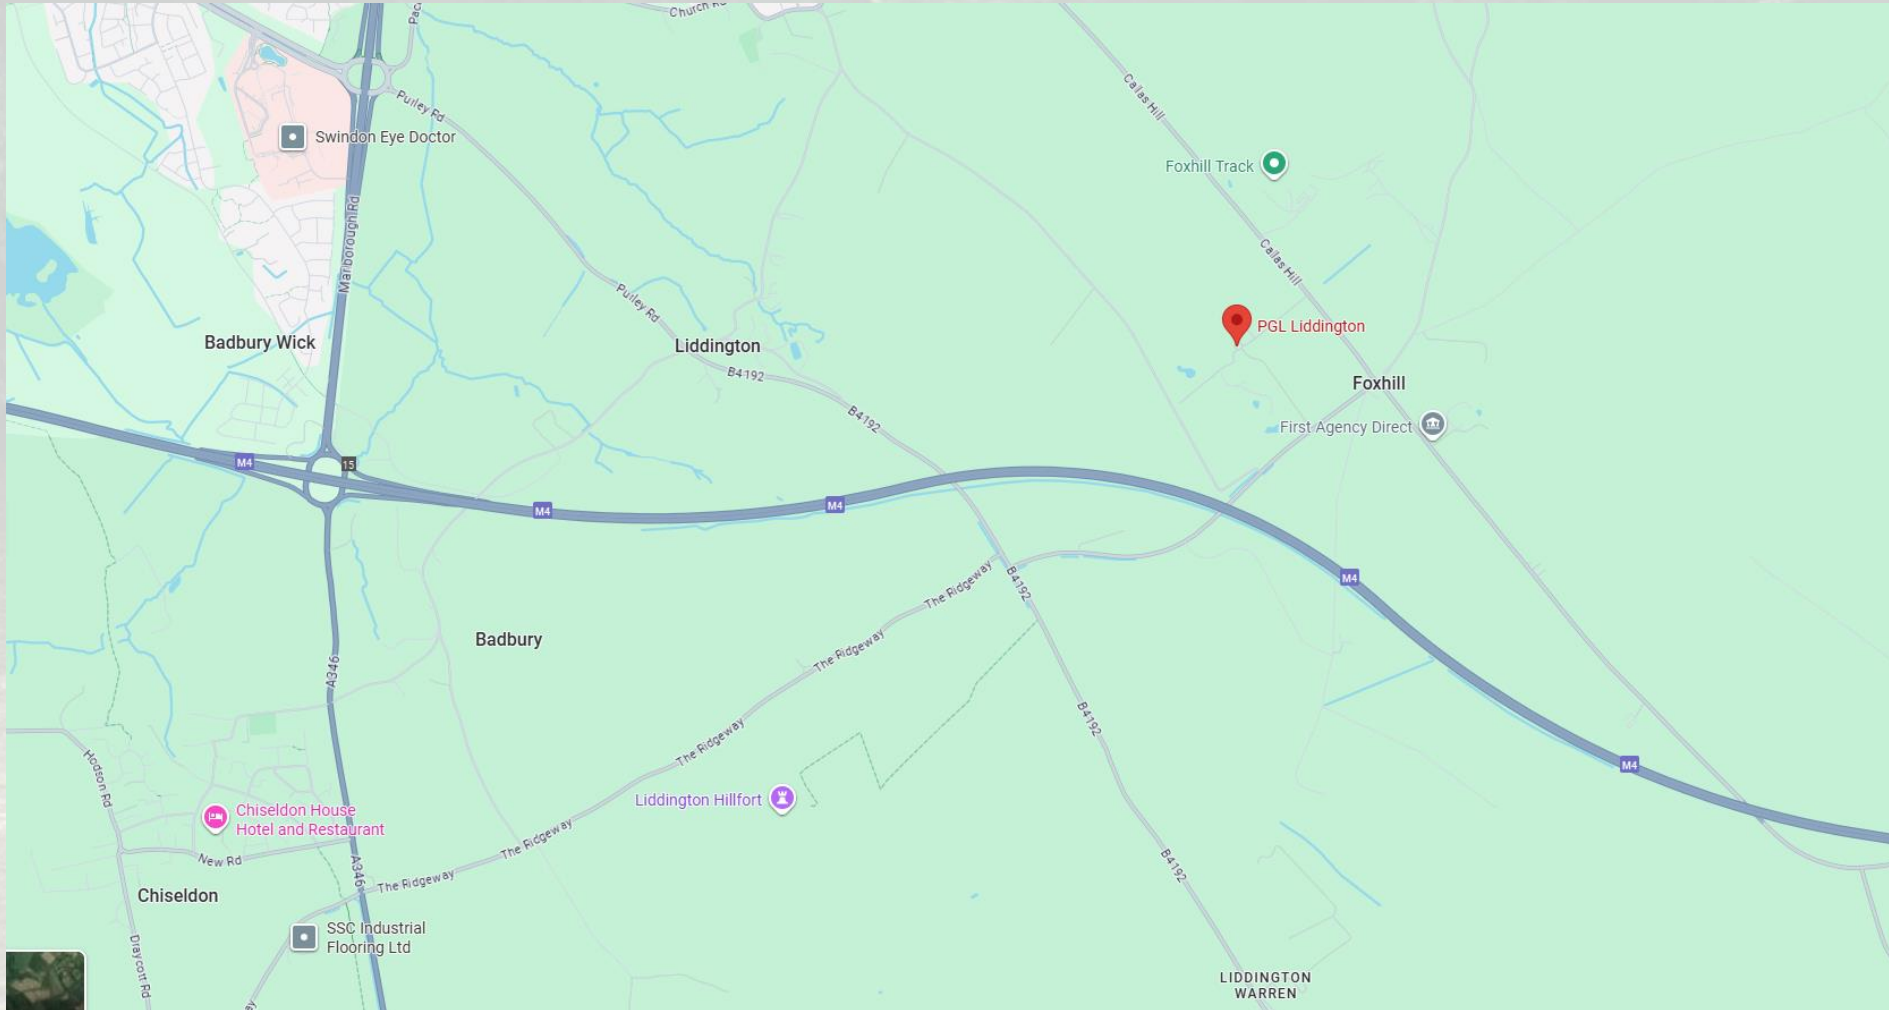 Church Rd
Purley Rd
Callas Hill
Swindon Eye Doctor
Foxhill Track
Marlborough Rd
Callas Hill
Purley Rd
PGL Liddington
Badbury Wick
Liddington
B4192
Foxhill
B4192
First Agency Direct
M4
15
M4
M4
M4
The Ridgeway
B4192
Badbury
The Ridgeway
A346
B4192
The Ridgeway
M4
Hodson Rd
Liddington Hillfort
Chiseldon House
Hotel and Restaurant
The Ridgeway
New Rd
A346
B4192
The Ridgeway
Chiseldon
SSC Industrial
Flooring Ltd
Draycott Rd
LIDDINGTON
WARREN